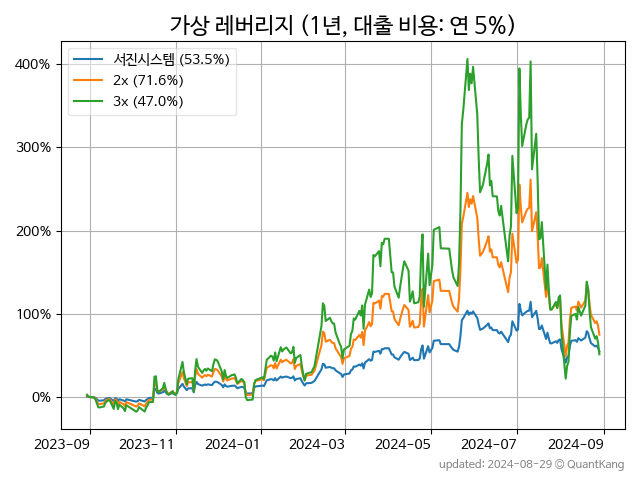 가상 레버리지 (1년, 대출 비용: 연 5%)
서진시스템 (53.5%)
2x (71.6%)
3x (47.0%)
400%
300%
200%
100%
0%
2023-09 2023-11 2024-01 2024-03 2024-05 2024-07 2024-09
updated: 2024-08-29 © QuantKang